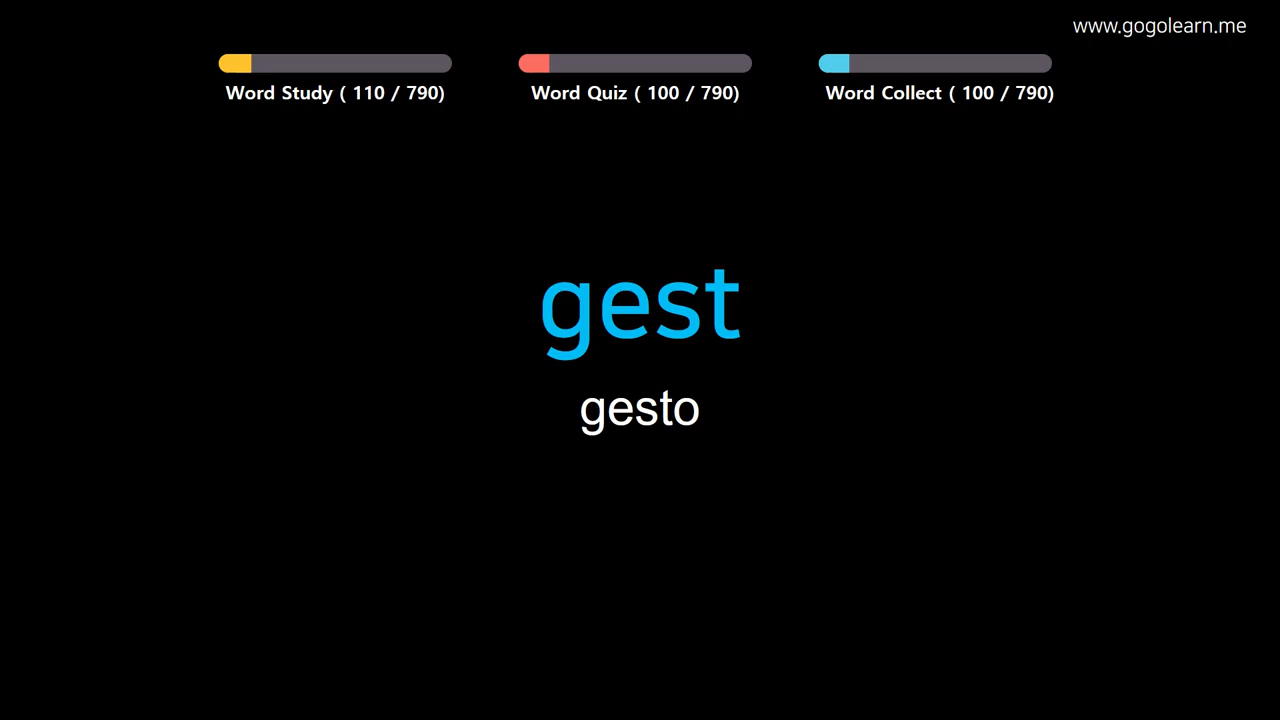 www.gogolearn.me
Word Study ( 110 / 790)
Word Quiz ( 100 / 790)
Word Collect ( 100 / 790)
gest
gesto